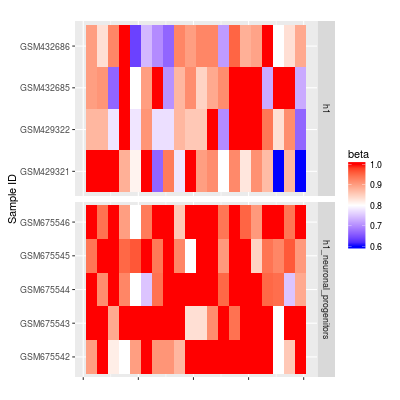 GSM432686
GSM432685
GSM429322
GSM429321
h1
GSM675546
GSM675545
GSM675544
GSM675543
GSM675542
h1_neuronal_progenitors
Sample ID
beta
1.0
0.9
0.8
0.7
0.6